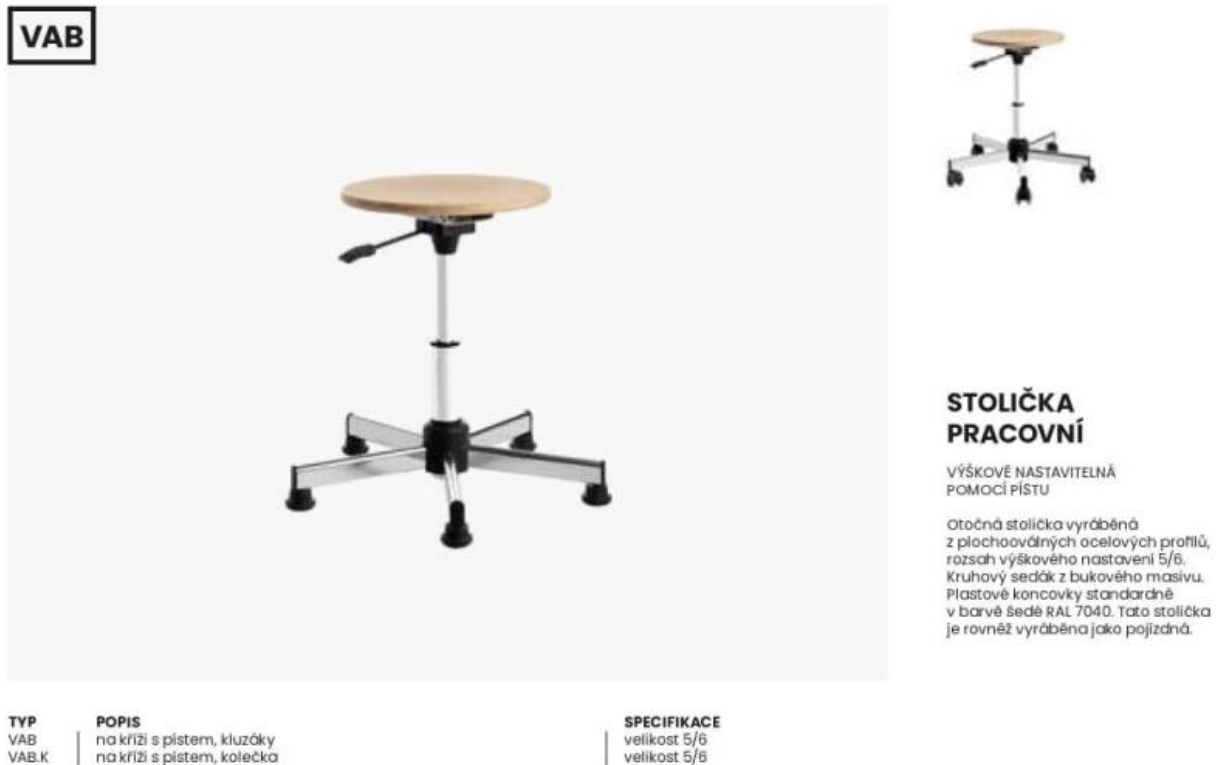 VAB
STOLIČKA
PRACOVNÍ
VÝŠKOVĚ NASTAVITELNÁ
POMOCÍ PÍSTU
Otočná stolička vyráběná
z plochooválných ocelových profilů,
rozsah výškového nastavení 5/6.
Kruhový sedák z bukového masivu.
Plastové koncovky standardně
v barvě šedé RAL 7040. Tato stolička
je rovněž vyráběna jako pojízdná.
TYP POPIS SPECIFIKACE
VAB na kříži s pístem, kluzáky velikost 5/6
VAB.K na kříži s pístem, kolečka velikost 5/6